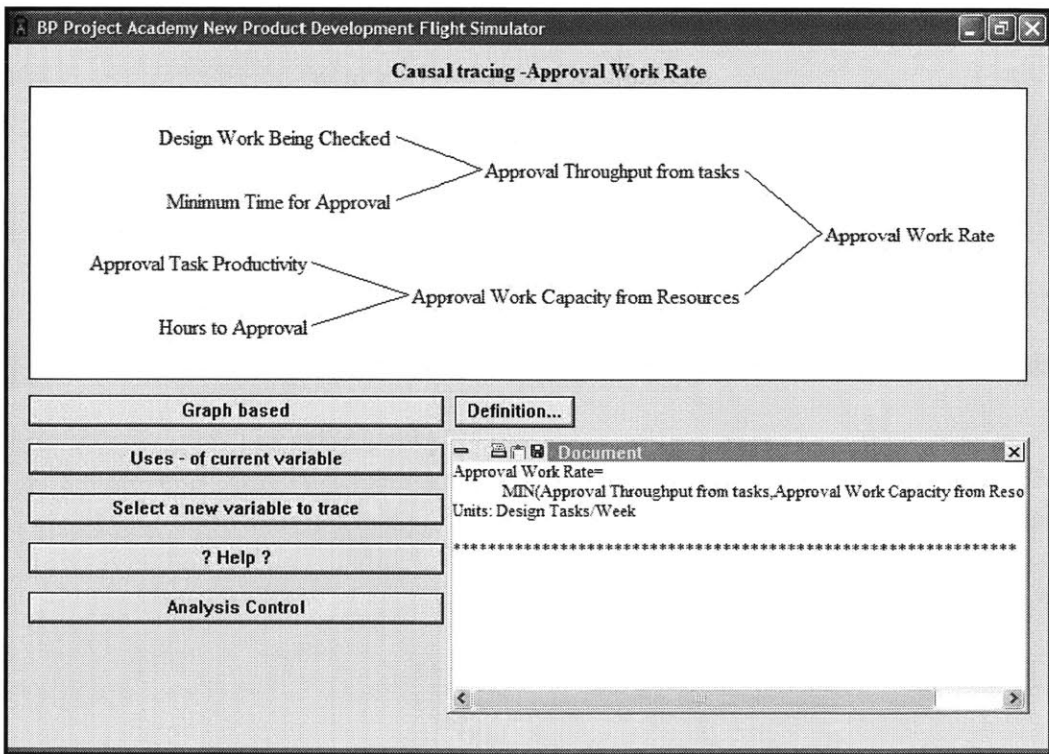 BP Project Academy New Product Development Flight Simulator
Causal tracing -Approval Work Rate
Design Work Being Checked
Approval Throughput from tasks
Minimum Time for Approval
Approval Work Rate
Approval Task Productivity
Approval Work Capacity from Resources
Hours to Approval
Graph based
Definition...
Uses - of current variable
Select a new variable to trace
? Help ?
Analysis Control
Document
Approval Work Rate=
MIN(Approval Throughput from tasks,Approval Work Capacity from Reso
Units: Design Tasks/Week
****************************************************************